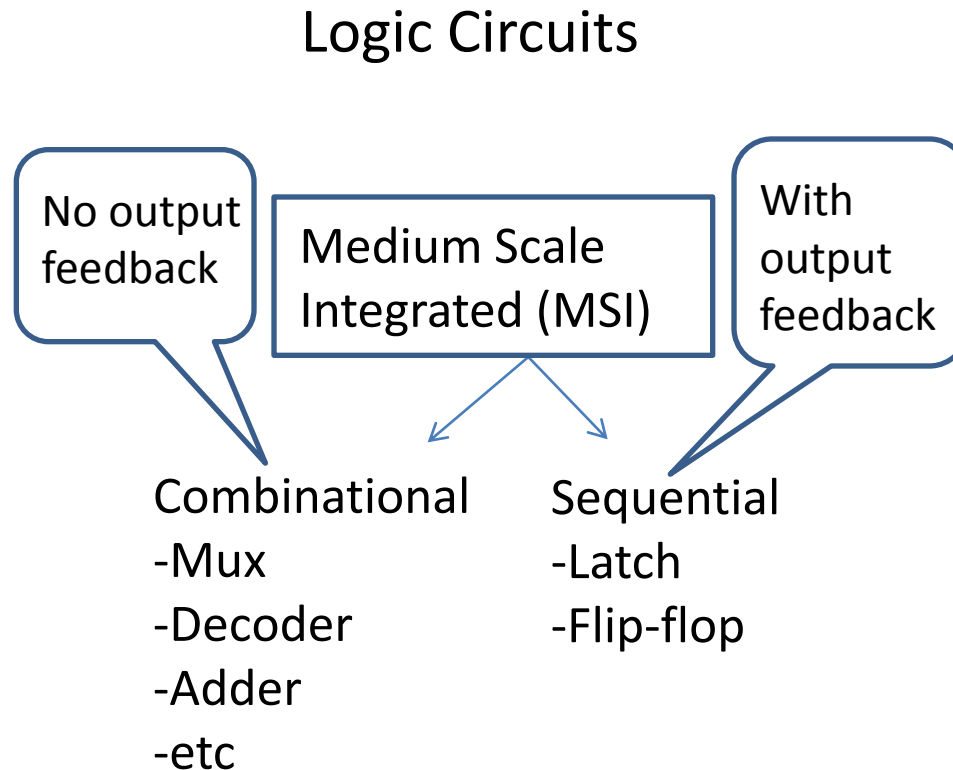 Logic Circuits
No output
feedback
Medium Scale
Integrated (MSI)
With
output
feedback
Combinational
-Mux
-Decoder
-Adder
-etc
Sequential
-Latch
-Flip-flop